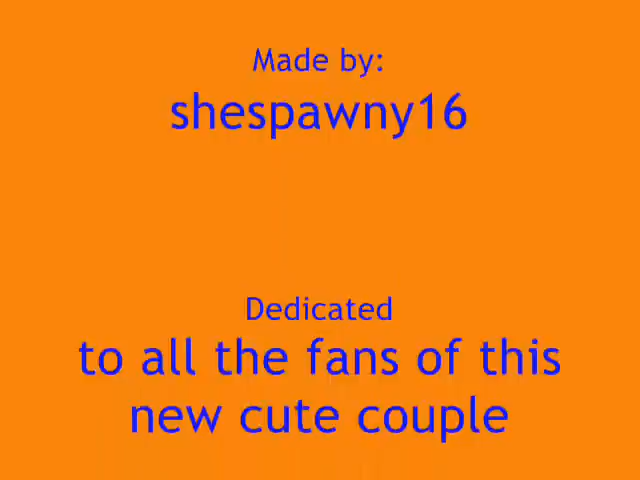 Made by:
shespawny16
Dedicated
to all the fans of this
new cute couple